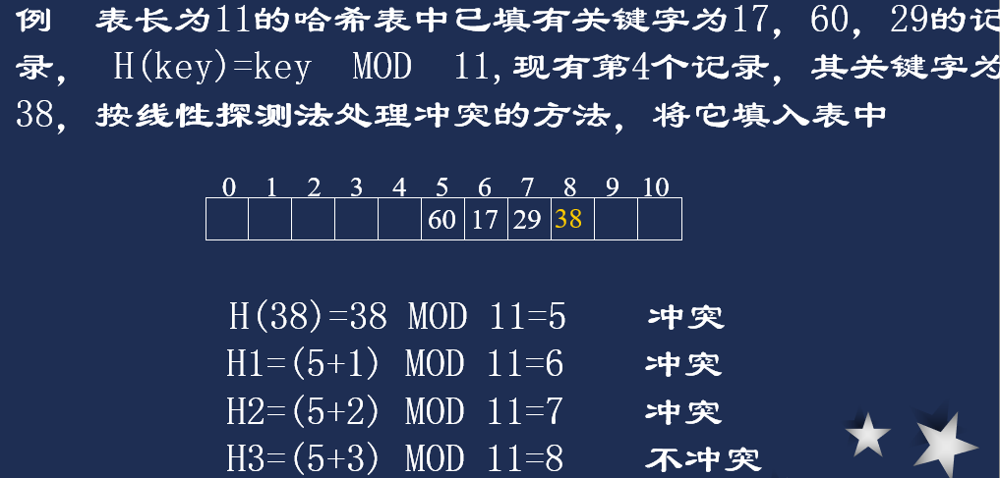 例 表长为11的哈希表中已填有关键字为17，60，29的记
录， H(key)=key MOD 11,现有第4个记录，其关键字为
38，按线性探测法处理冲突的方法，将它填入表中
0 1 2 3 4 5 6 7 8 9 10
60 17 29 38
H(38)=38 MOD 11=5 冲突
H1=(5+1) MOD 11=6 冲突
H2=(5+2) MOD 11=7 冲突
H3=(5+3) MOD 11=8 不冲突